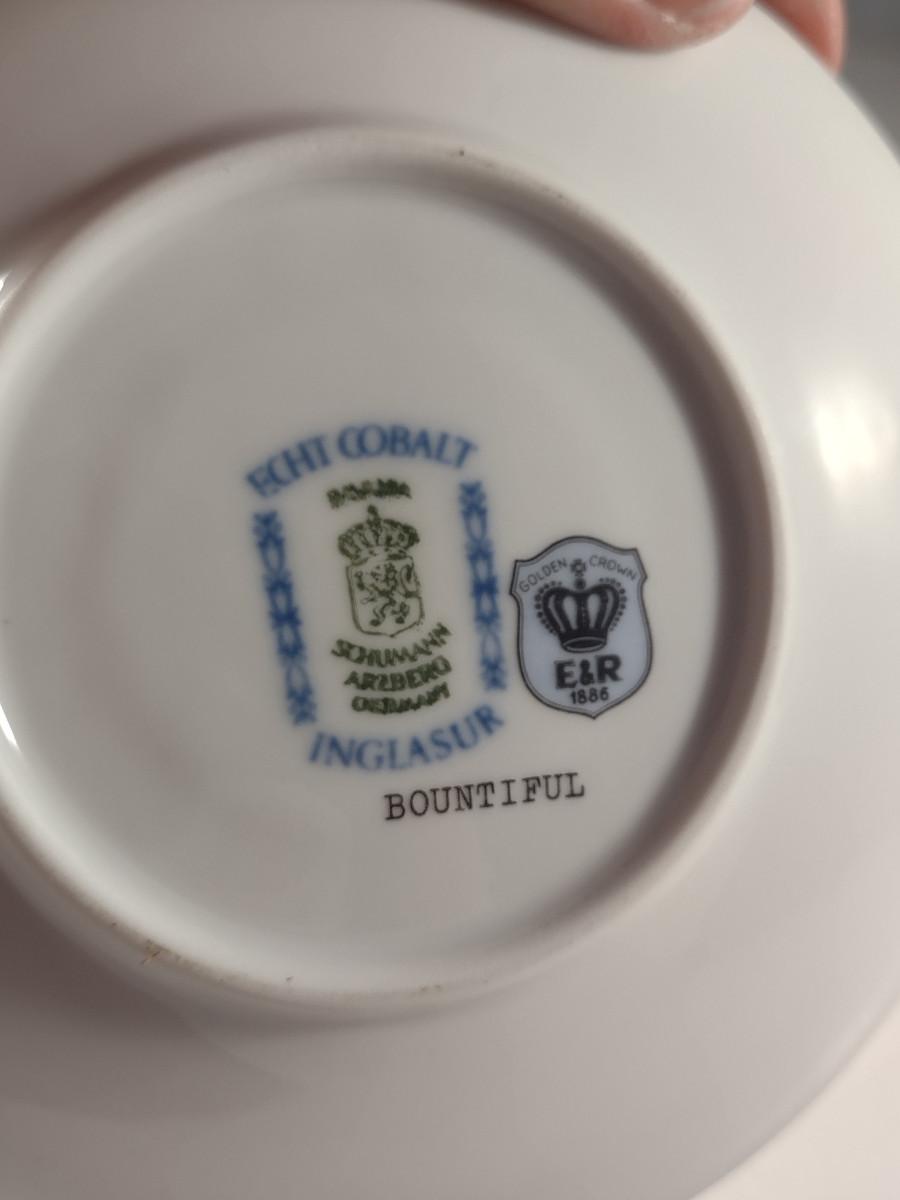 ECHT COBALT
BAVARIA
SCHUMANN
ARZBERG
GERMANY
INGLASUR
GOLDEN CROWN
E&R
1886
BOUNTIFUL